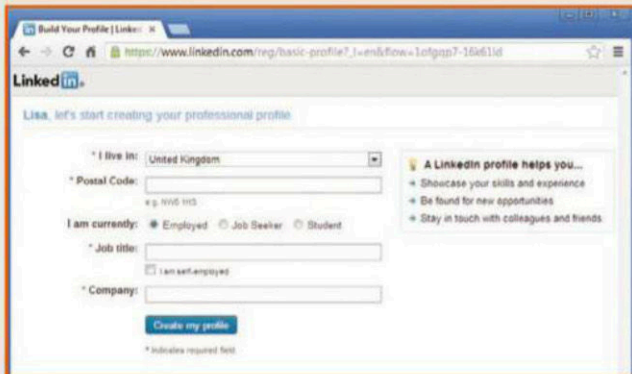 Build Your Profile | Linked
https://www.linkedin.com/reg/basic-profile?_l=en&flow=
Linked in
Lisa, let's start creating your professional profile
* I live in: United Kingdom
* Postal Code:
e.g. NW6 1HS
I am currently: Employed Job Seeker Student
* Job title:
I am self-employed
* Company:
Create my profile
* Indicates required field
A LinkedIn profile helps you...
Showcase your skills and experience
Be found for new opportunities
Stay in touch with colleagues and friends